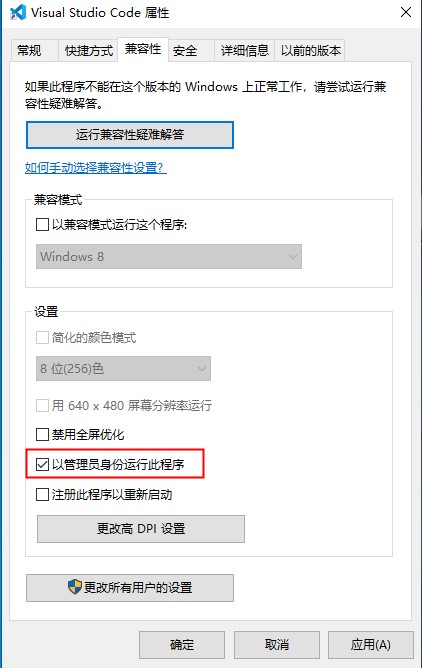 Visual Studio Code 属性
常规 快捷方式 兼容性 安全 详细信息 以前的版本
如果此程序不能在这个版本的 Windows 上正常工作，请尝试运行兼
容性疑难解答。
运行兼容性疑难解答
如何手动选择兼容性设置?
兼容模式
以兼容模式运行这个程序:
Windows 8
设置
简化的颜色模式
8 位(256)色
用 640 x 480 屏幕分辨率运行
禁用全屏优化
以管理员身份运行此程序
注册此程序以重新启动
更改高 DPI 设置
更改所有用户的设置
确定 取消 应用(A)